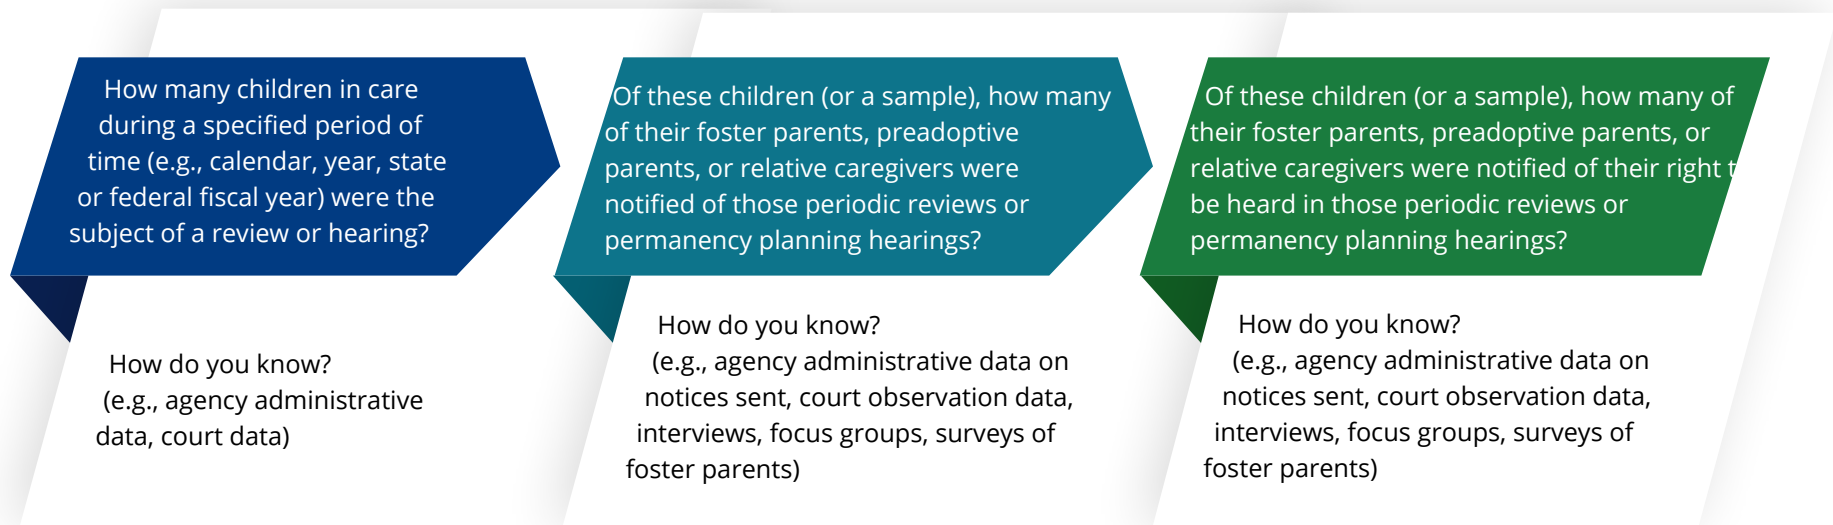 How many children in care
during a specified period of
time (e.g., calendar, year, state
or federal fiscal year) were the
subject of a review or hearing?
How do you know?
(e.g., agency administrative
data, court data)
Of these children (or a sample), how many
of their foster parents, preadoptive
parents, or relative caregivers were
notified of those periodic reviews or
permanency planning hearings?
How do you know?
(e.g., agency administrative data on
notices sent, court observation data,
interviews, focus groups, surveys of
foster parents)
Of these children (or a sample), how many of
their foster parents, preadoptive parents, or
relative caregivers were notified of their right t
be heard in those periodic reviews or
permanency planning hearings?
How do you know?
(e.g., agency administrative data on
notices sent, court observation data,
interviews, focus groups, surveys of
foster parents)